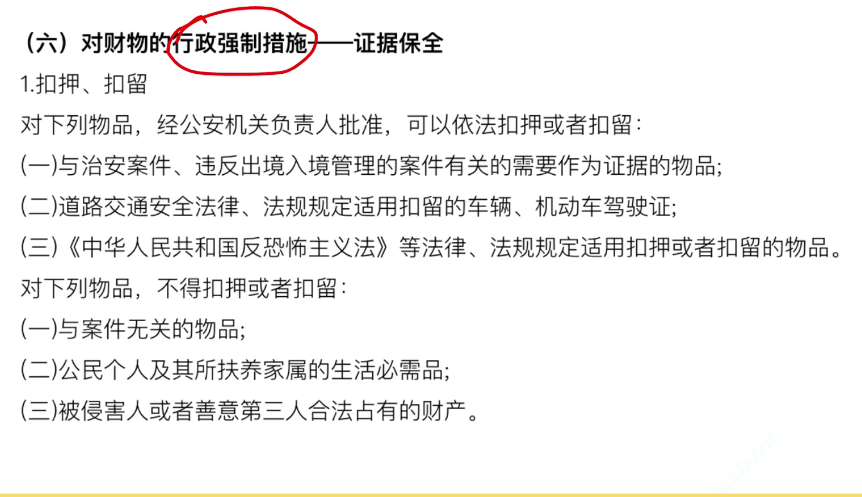 （六）对财物的行政强制措施——证据保全
1.扣押、扣留
对下列物品，经公安机关负责人批准，可以依法扣押或者扣留：
(一)与治安案件、违反出境入境管理的案件有关的需要作为证据的物品;
(二)道路交通安全法律、法规规定适用扣留的车辆、机动车驾驶证;
(三)《中华人民共和国反恐怖主义法》等法律、法规规定适用扣押或者扣留的物品。
对下列物品，不得扣押或者扣留：
(一)与案件无关的物品;
(二)公民个人及其所扶养家属的生活必需品;
(三)被侵害人或者善意第三人合法占有的财产。